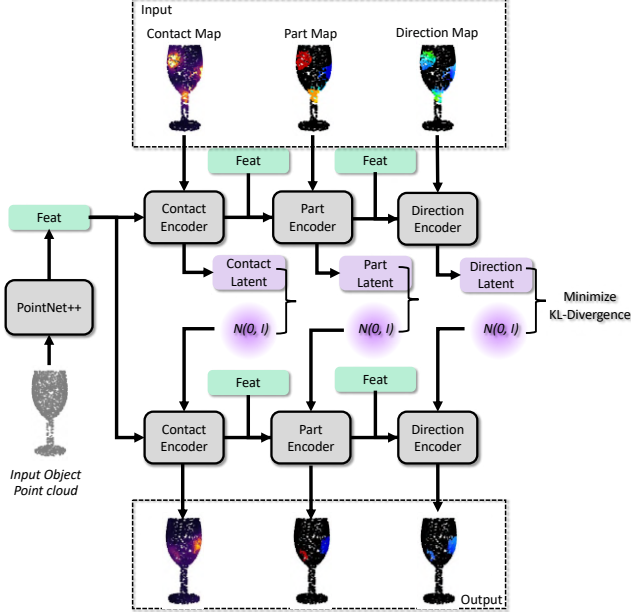 Input
Contact Map
Part Map
Direction Map
Feat
Feat
Feat
Contact
Encoder
Part
Encoder
Direction
Encoder
Contact
Latent
Part
Latent
Direction
Latent
PointNet++
Minimize
KL-Divergence
N(0, I)
N(0, I)
N(0, I)
Feat
Feat
Contact
Encoder
Part
Encoder
Direction
Encoder
Input Object
Point cloud
Output